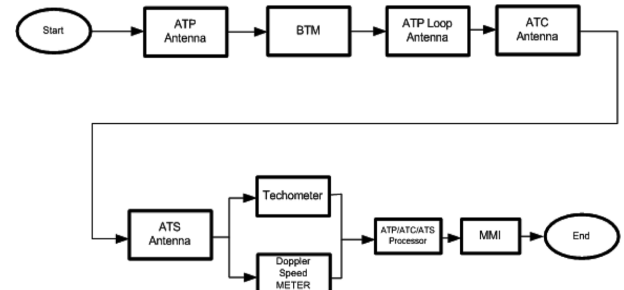 Start
ATP
Antenna
BTM
ATP Loop
Antenna
ATC
Antenna
ATS
Antenna
Techometer
Doppler
Speed
METER
ATP/ATC/ATS
Processor
MMI
End